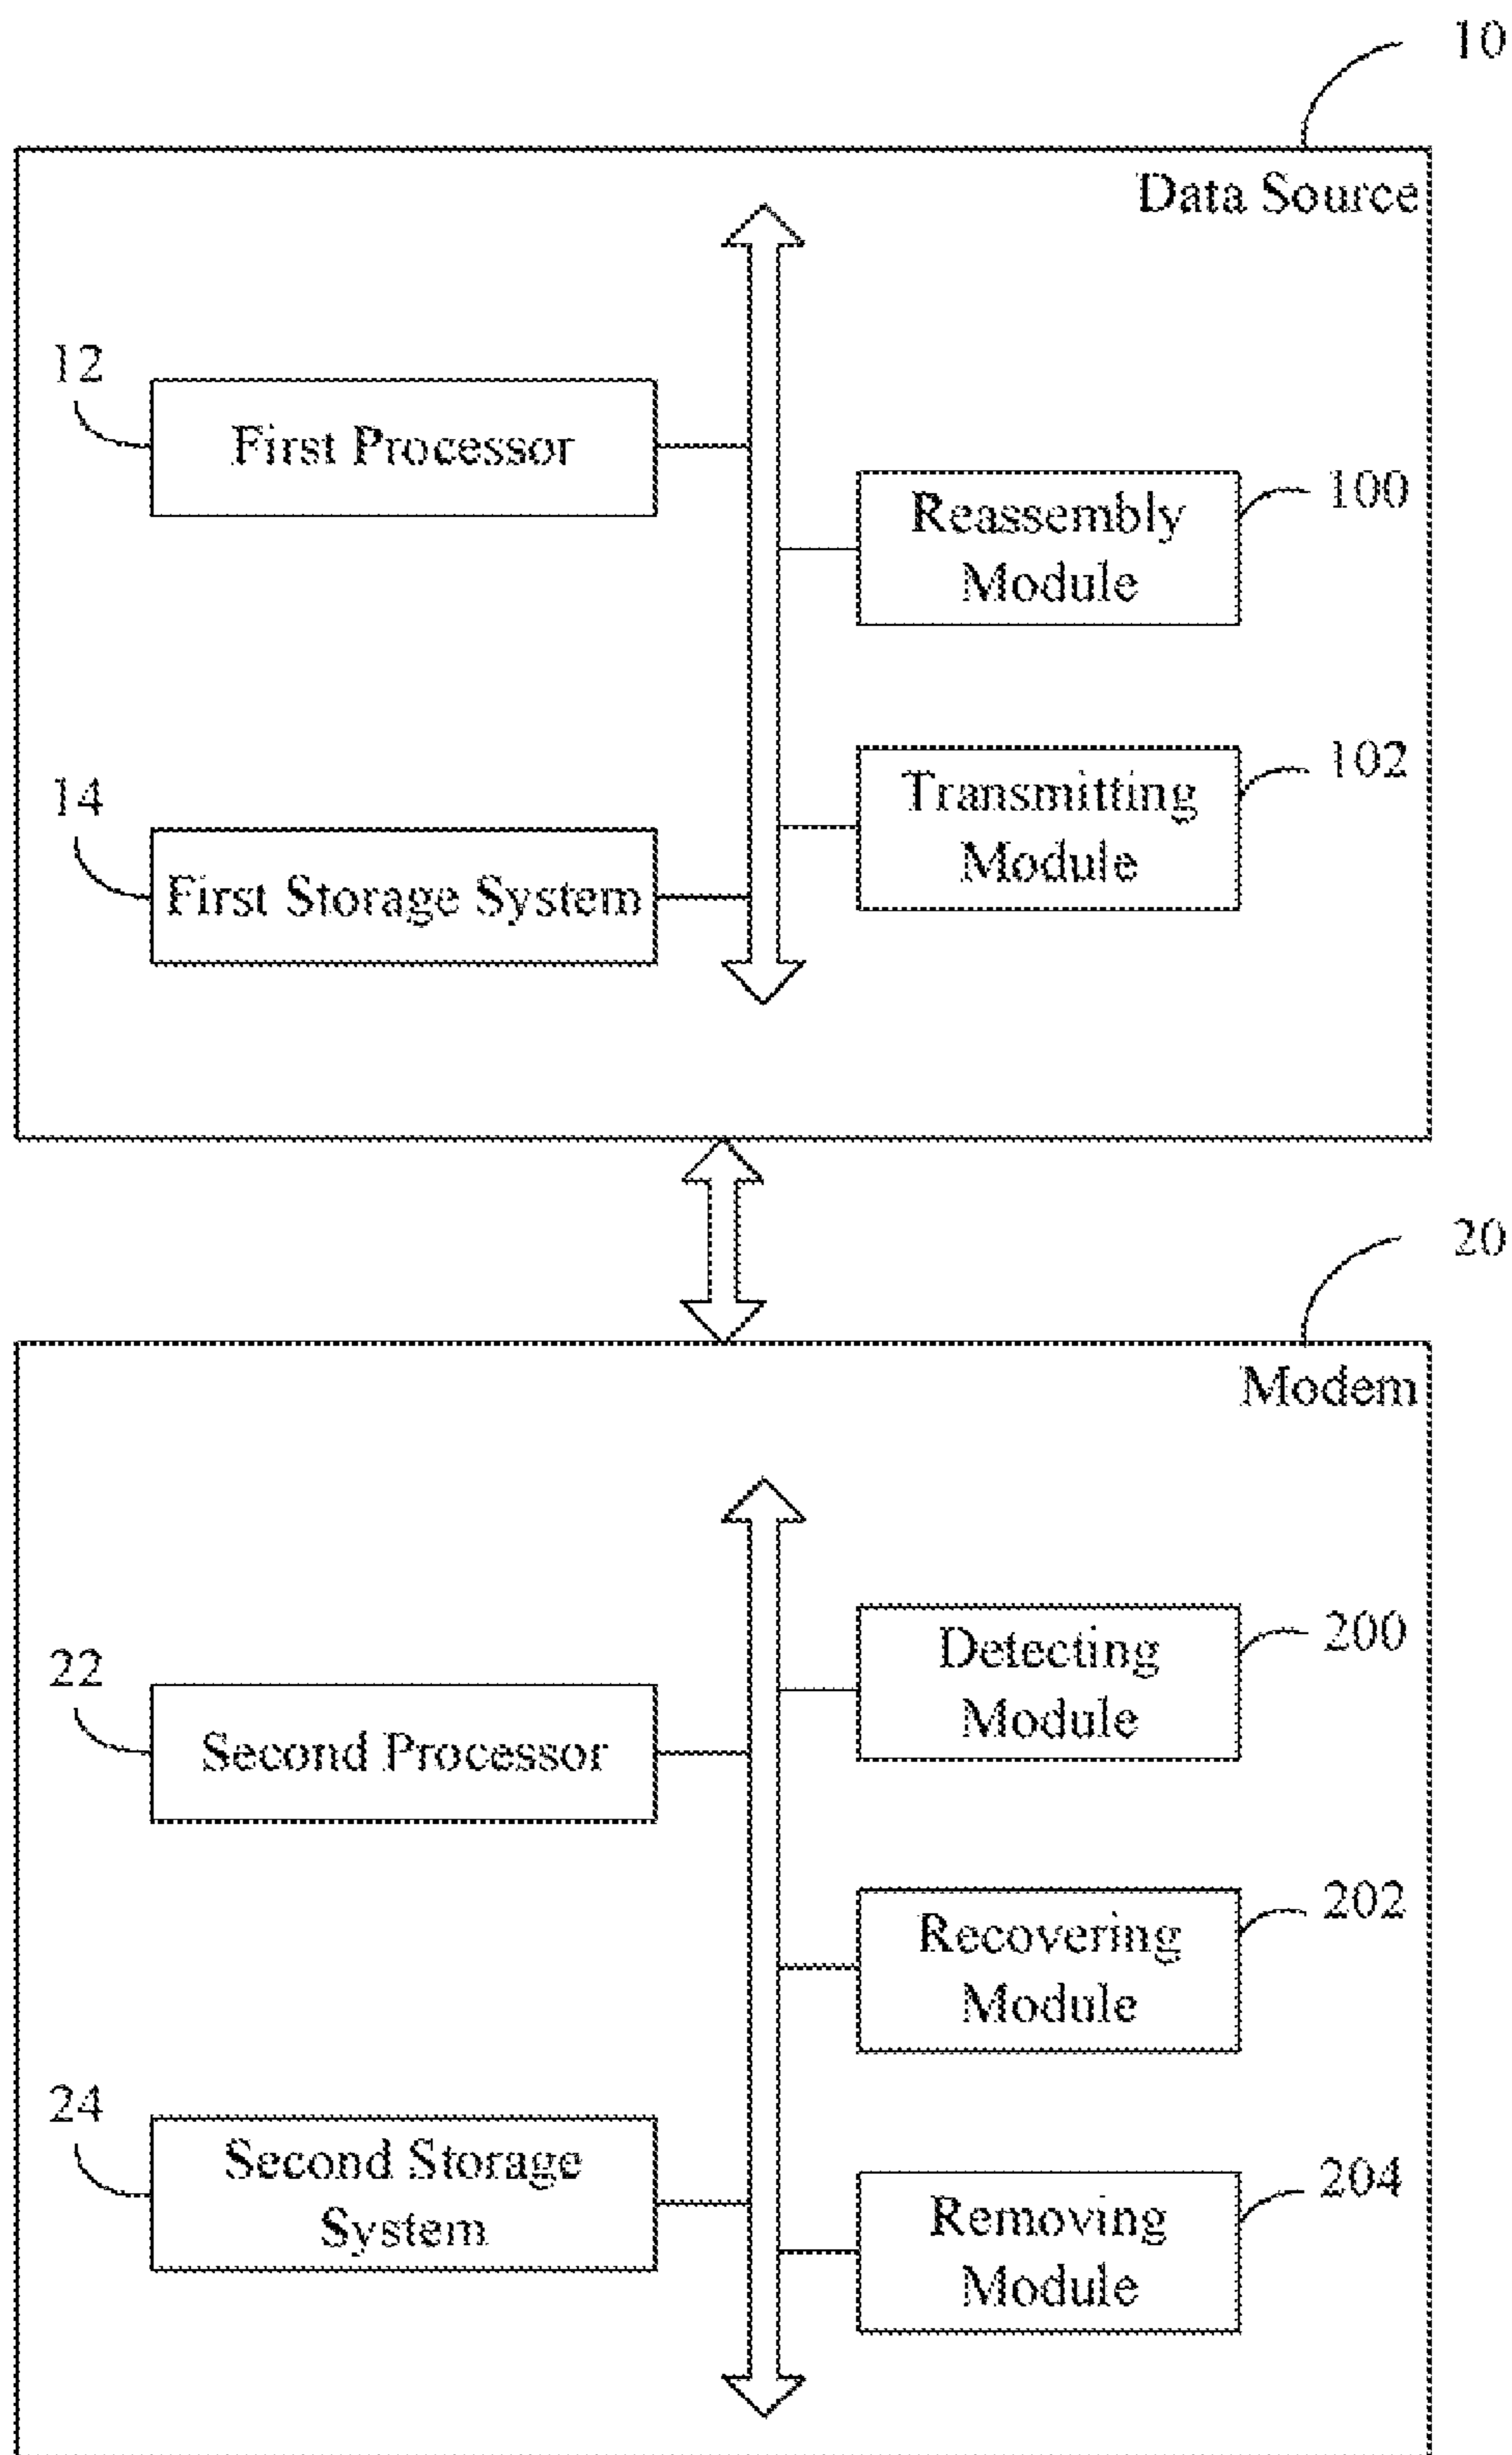 10
Data Source
12
First Processor
100
Reassembly
Module
102
Transmitting
Module
14
First Storage System
20
Modem
200
Detecting
Module
22
Second Processor
202
Recovering
Module
24
Second Storage
System
204
Removing
Module